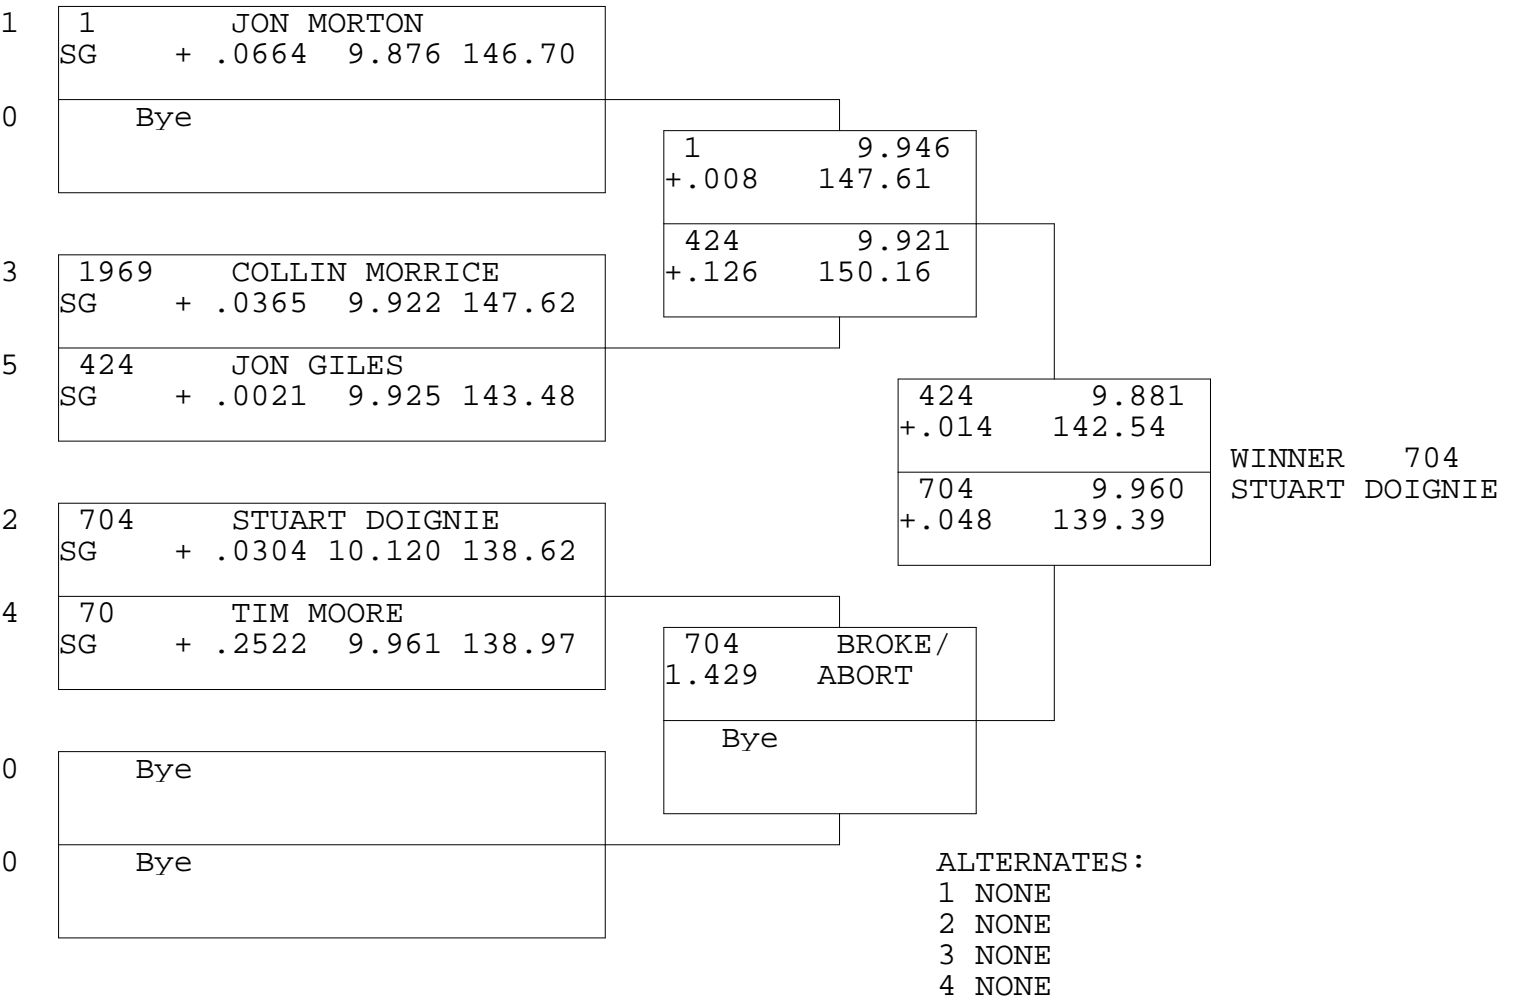 1 1 JON MORTON
SG + .0664 9.876 146.70
0 Bye
3 1969 COLLIN MORRICE
SG + .0365 9.922 147.62
5 424 JON GILES
SG + .0021 9.925 143.48
2 704 STUART DOIGNIE
SG + .0304 10.120 138.62
4 70 TIM MOORE
SG + .2522 9.961 138.97
0 Bye
0 Bye
1 9.946
+.008 147.61
424 9.921
+.126 150.16
704 BROKE/
1.429 ABORT
Bye
424 9.881
+.014 142.54
704 9.960
+.048 139.39
WINNER 704
STUART DOIGNIE
ALTERNATES:
1 NONE
2 NONE
3 NONE
4 NONE